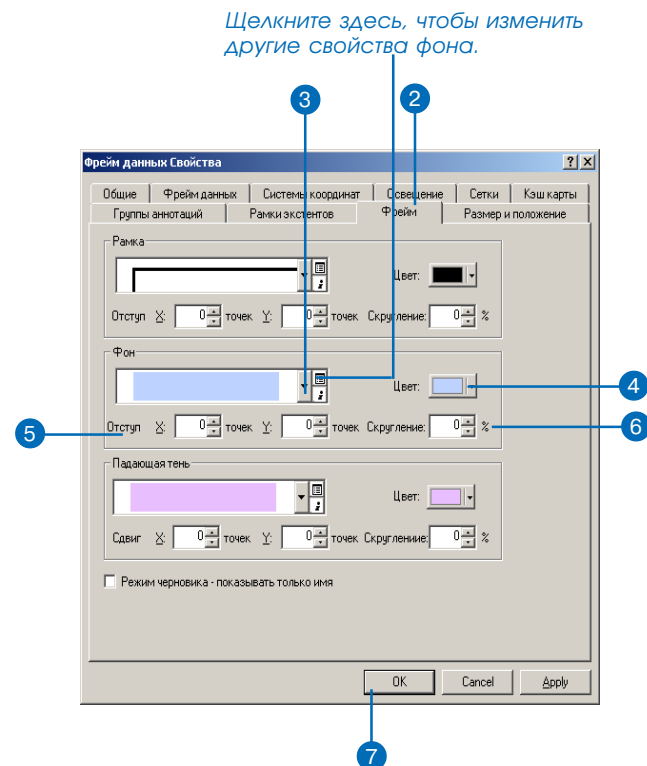 Щелкните здесь, чтобы изменить
другие свойства фона.
3 2
Фрейм данных Свойства
Общие Фрейм данных Системы координат Освещение Сетки Кэш карты
Группы аннотаций Рамки экстентов Фрейм Размер и положение
Рамка
Цвет:
Отступ X: 0 точек Y: 0 точек Скругление: 0 %
Фон
Цвет: 4
5 Отступ X: 0 точек Y: 0 точек Скругление: 0 % 6
Падающая тень
Цвет:
Сдвиг X: 0 точек Y: 0 точек Скруглениие: 0 %
Режим черновика - показывать только имя
OK Cancel Apply
7